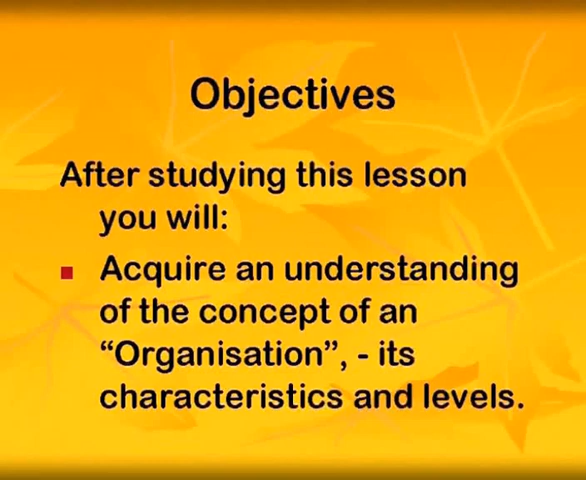 Objectives
After studying this lesson
you will:
Acquire an understanding
of the concept of an
“Organisation”, - its
characteristics and levels.